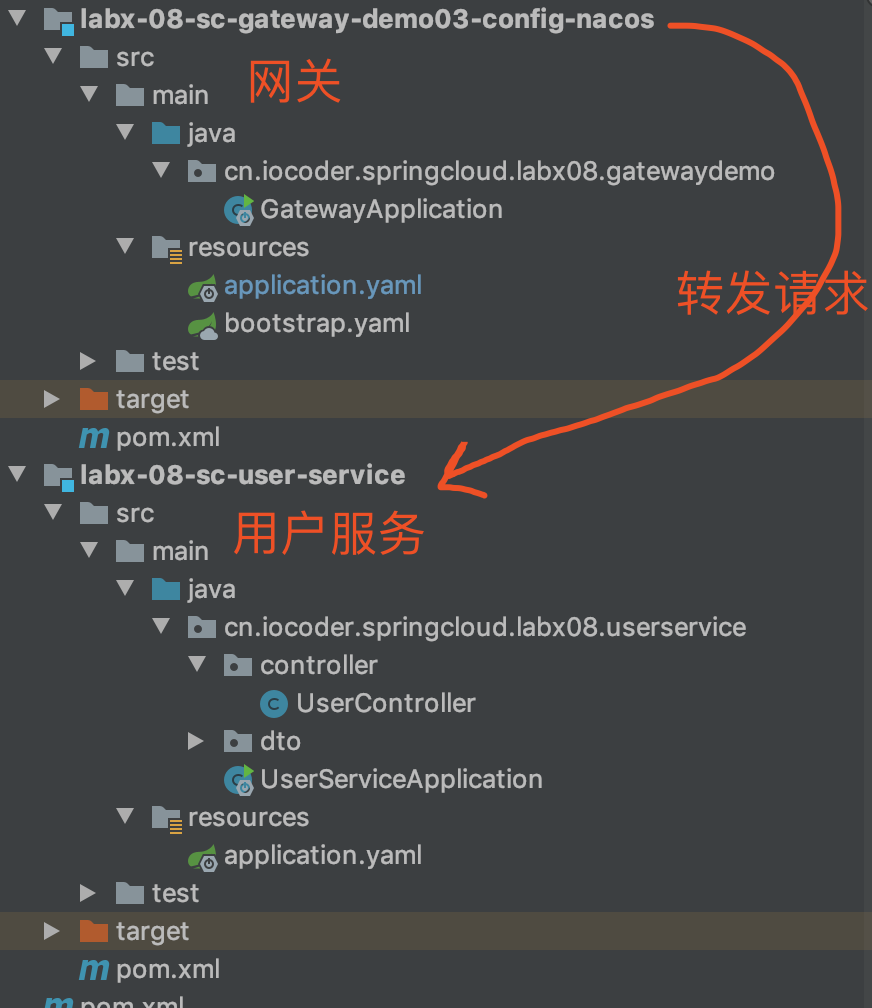 labx-08-sc-gateway-demo03-config-nacos
src
网关
main
java
cn.iocoder.springcloud.labx08.gatewaydemo
GatewayApplication
resources
application.yaml
转发请求
bootstrap.yaml
test
target
pom.xml
labx-08-sc-user-service
src
用户服务
main
java
cn.iocoder.springcloud.labx08.userservice
controller
UserController
dto
UserServiceApplication
resources
application.yaml
test
target
pom.xml
pom.xml